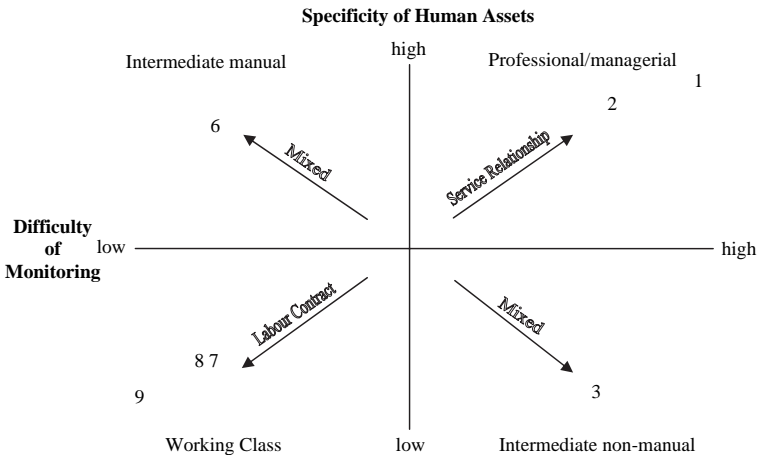 Specificity of Human Assets
high
Intermediate manual
Professional/managerial
1
2
6
Mixed
Service Relationship
Difficulty
of
Monitoring
low
high
Labour Contract
Mixed
8 7
9
3
Working Class
low
Intermediate non-manual